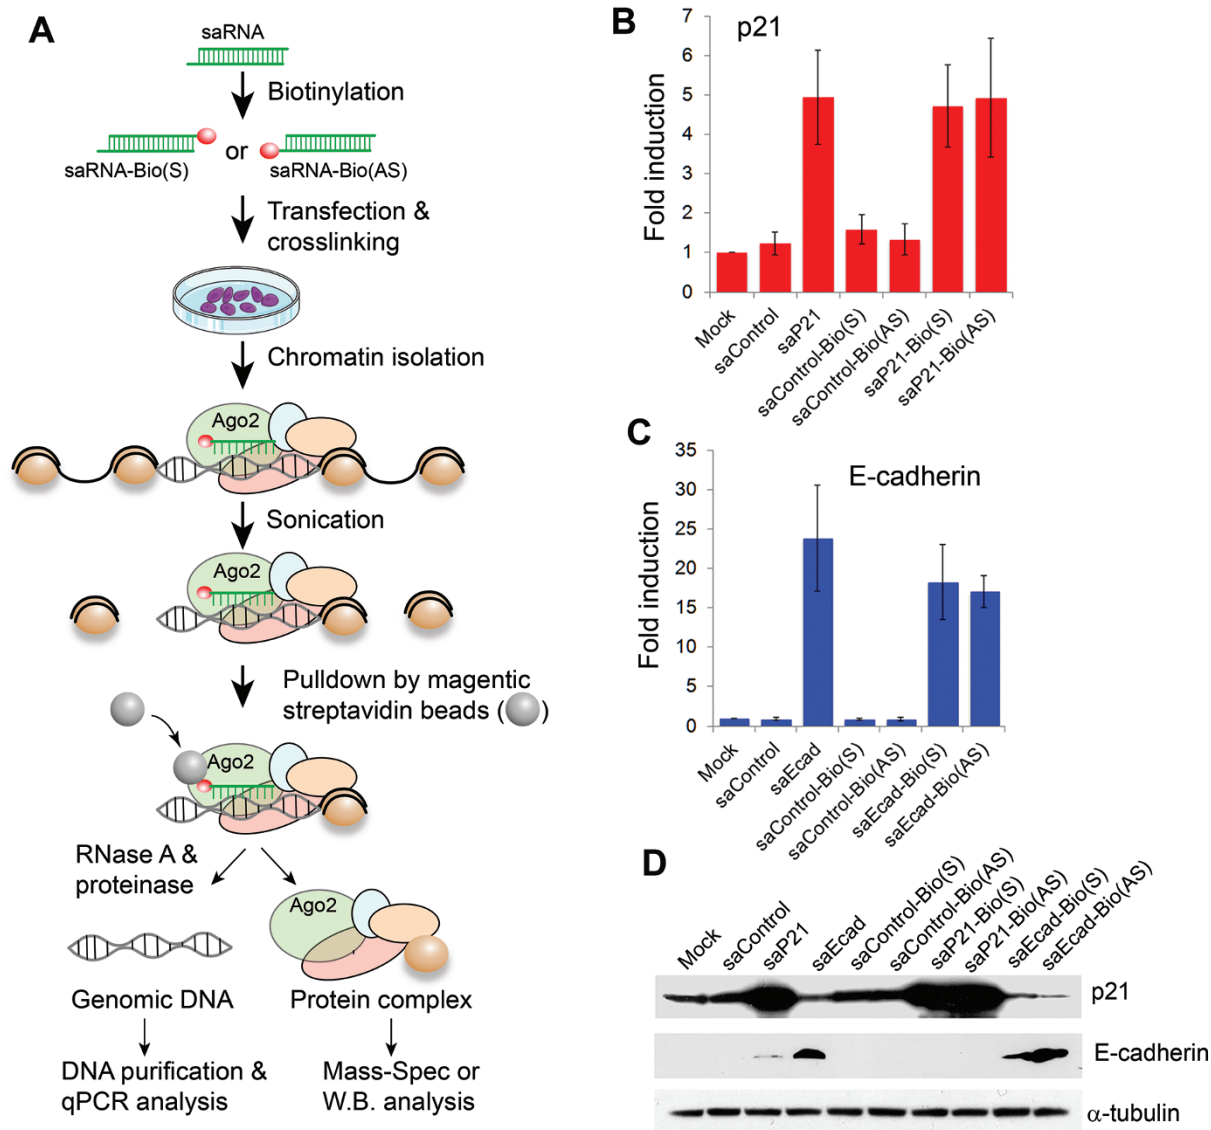 A
saRNA
Biotinylation
or
saRNA-Bio(S)
saRNA-Bio(AS)
Transfection &
crosslinking
Chromatin isolation
Ago2
Sonication
Ago2
Pulldown by magentic
streptavidin beads ( )
Ago2
RNase A &
proteinase
Ago2
Genomic DNA
Protein complex
DNA purification &
qPCR analysis
Mass-Spec or
W.B. analysis
B
p21
Fold induction
7
6
5
4
3
2
1
0
Mock
saControl
saP21
saControl-Bio(S)
saControl-Bio(AS)
saP21-Bio(S)
saP21-Bio(AS)
C
E-cadherin
Fold induction
35
30
25
20
15
10
5
0
Mock
saControl
saEcad
saControl-Bio(S)
saControl-Bio(AS)
saEcad-Bio(S)
saEcad-Bio(AS)
D
Mock
saControl
saP21
saEcad
saControl-Bio(S)
saControl-Bio(AS)
saP21-Bio(S)
saP21-Bio(AS)
saEcad-Bio(S)
saEcad-Bio(AS)
p21
E-cadherin
α-tubulin